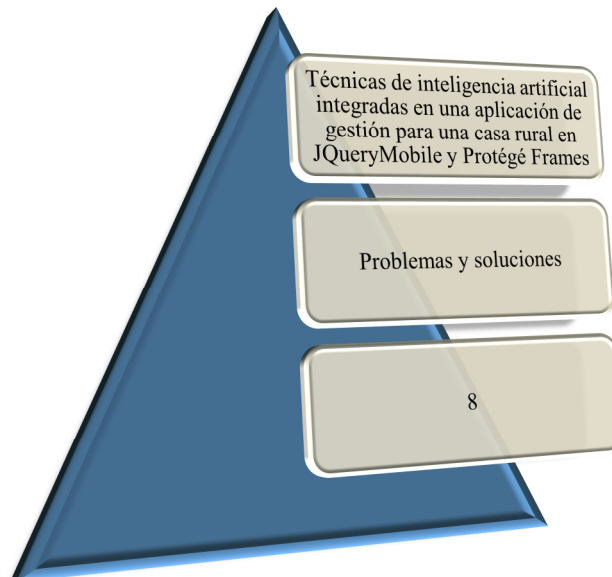 Técnicas de inteligencia artificial
integradas en una aplicación de
gestión para una casa rural en
JQueryMobile y Protégé Frames
Problemas y soluciones
8